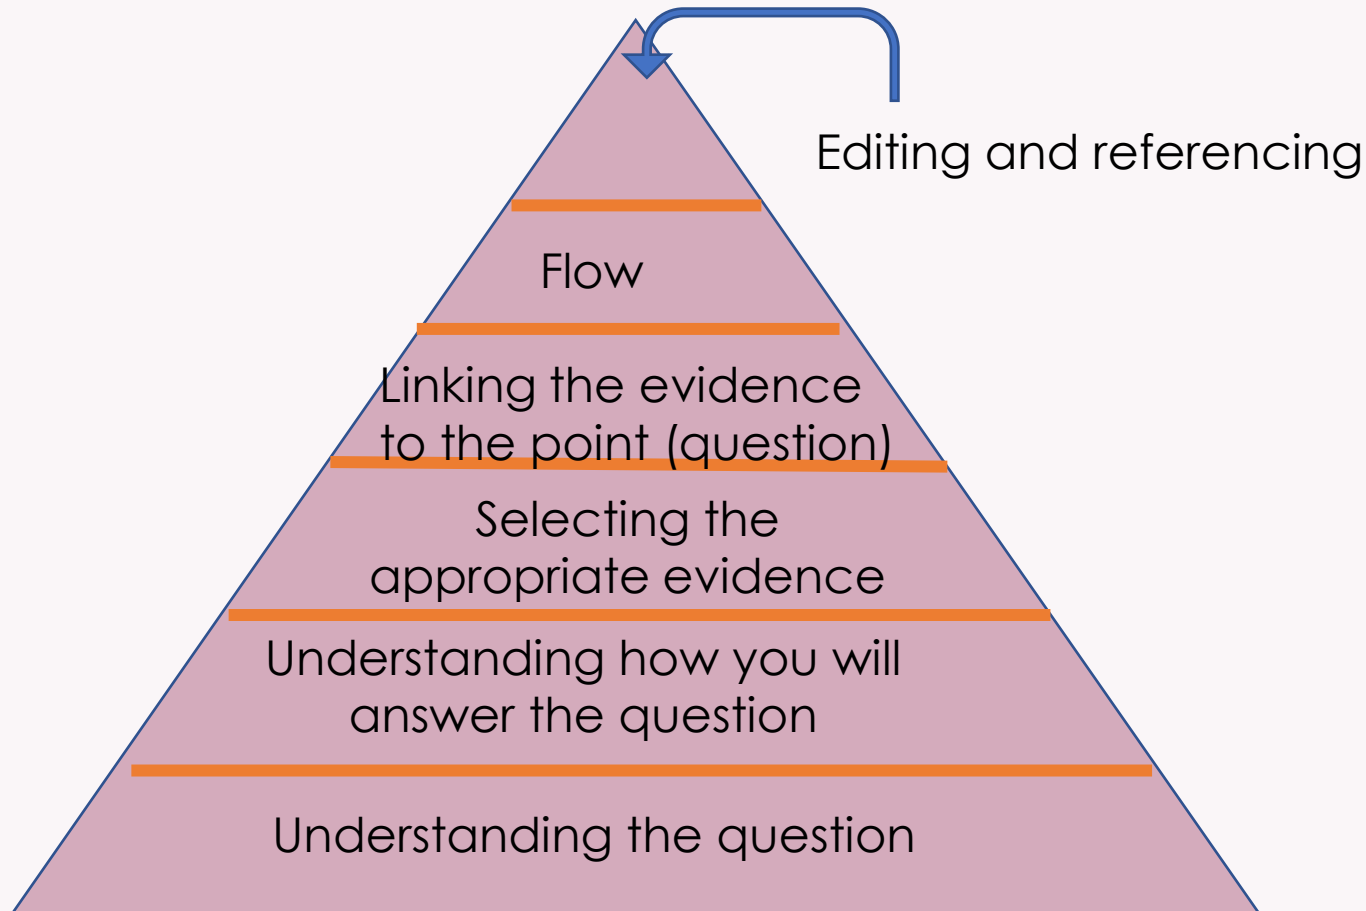 Editing and referencing
Flow
Linking the evidence
to the point (question)
Selecting the
appropriate evidence
Understanding how you will
answer the question
Understanding the question